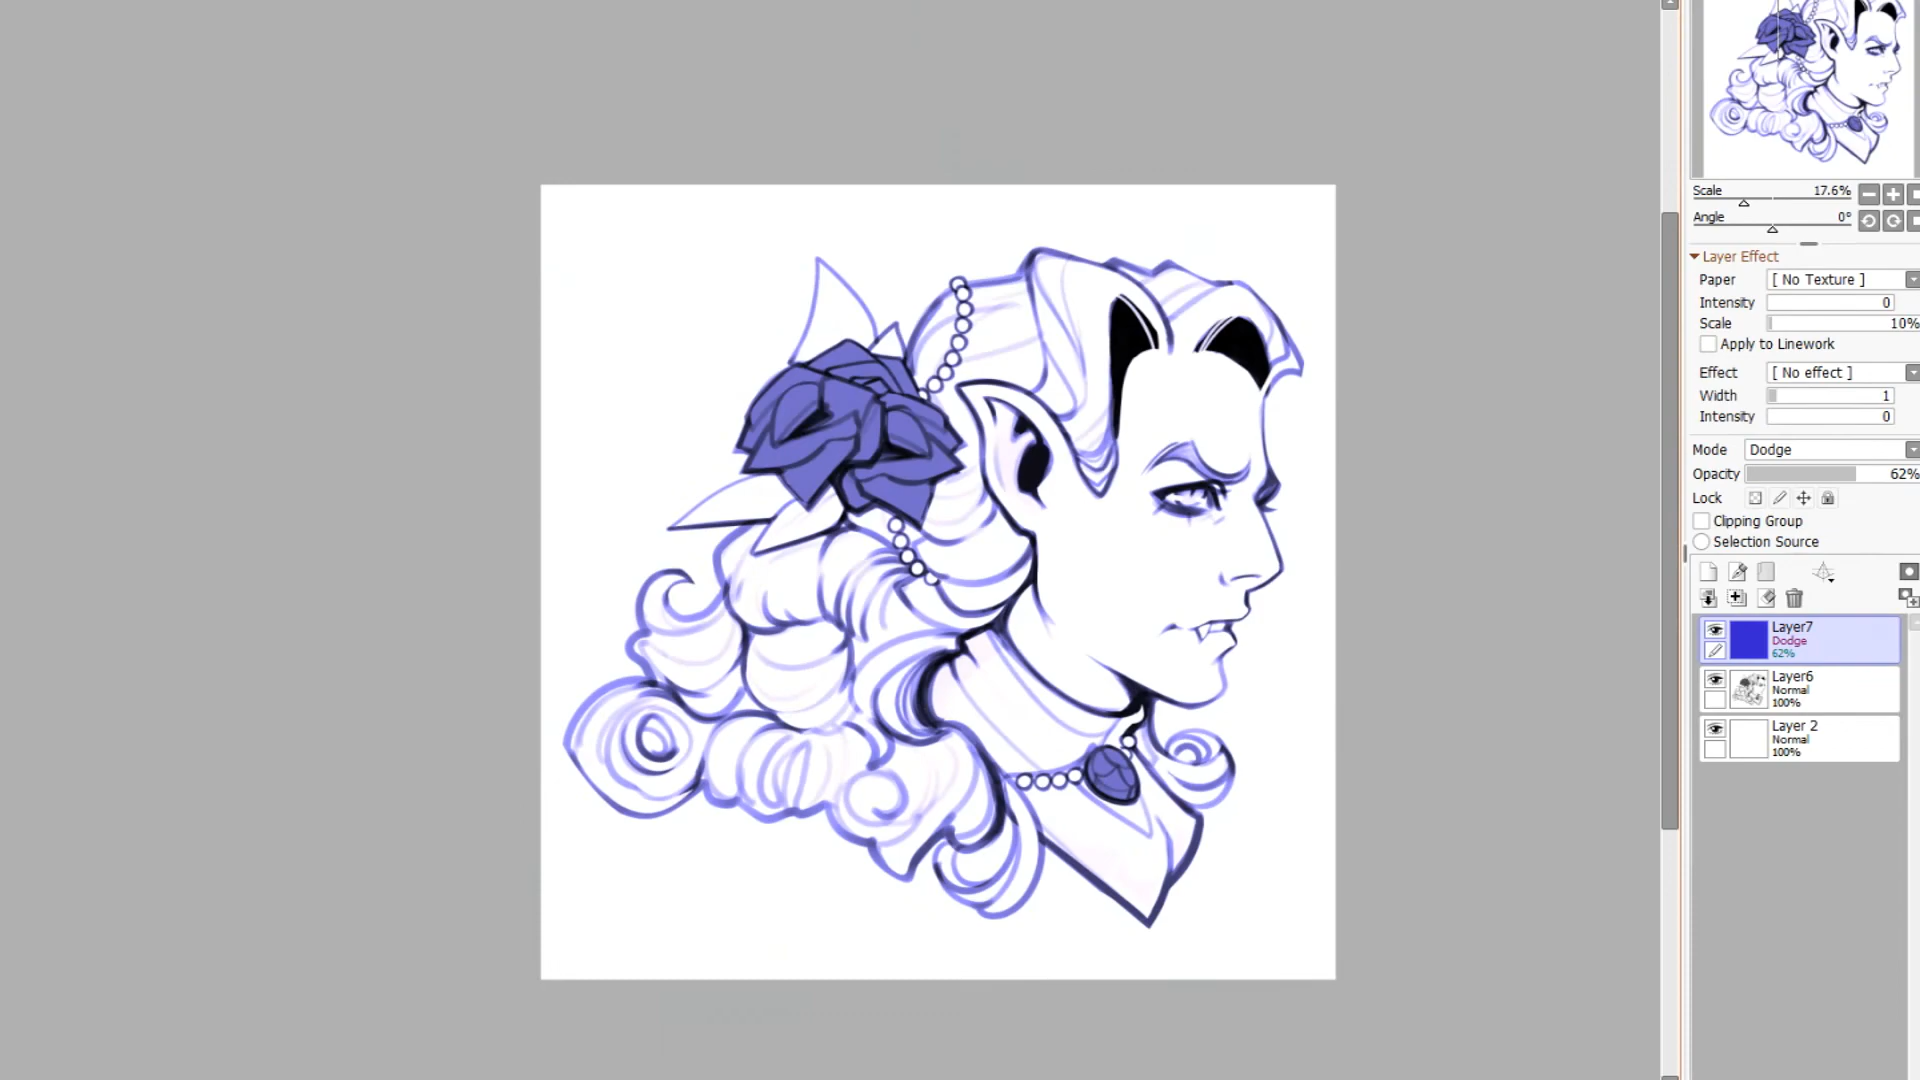 Scale 17.6%
Angle 0°
Layer Effect
Paper [ No Texture ]
Intensity 0
Scale 10%
Apply to Linework
Effect [ No effect ]
Width 1
Intensity 0
Mode Dodge
Opacity 62%
Lock
Clipping Group
Selection Source
Layer7
Dodge
62%
Layer6
Normal
100%
Layer 2
Normal
100%